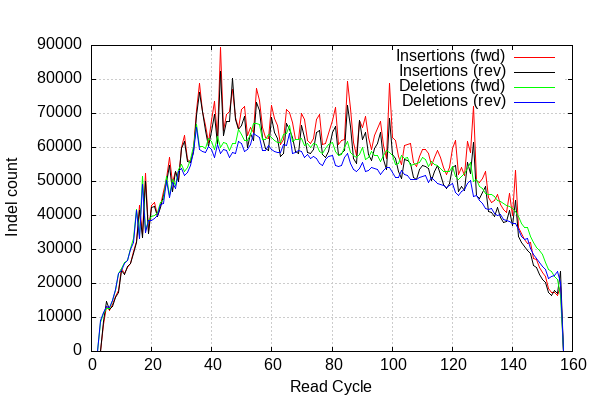 90000
80000
70000
60000
50000
40000
30000
20000
10000
0
Indel count
Insertions (fwd)
Insertions (rev)
Deletions (fwd)
Deletions (rev)
0 20 40 60 80 100 120 140 160
Read Cycle